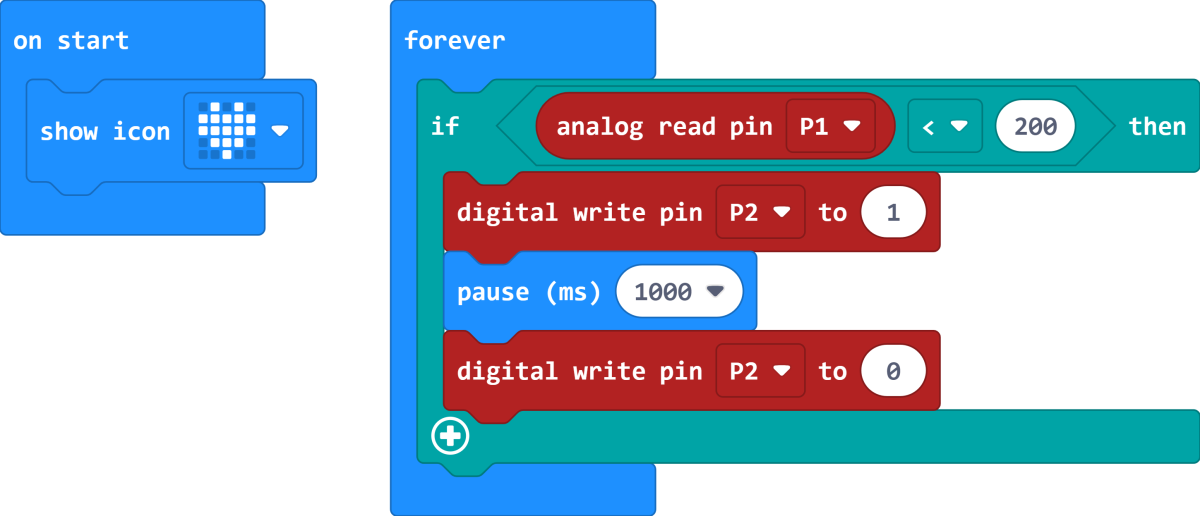 on start
show icon
forever
if analog read pin P1 < 200 then
digital write pin P2 to 1
pause (ms) 1000
digital write pin P2 to 0